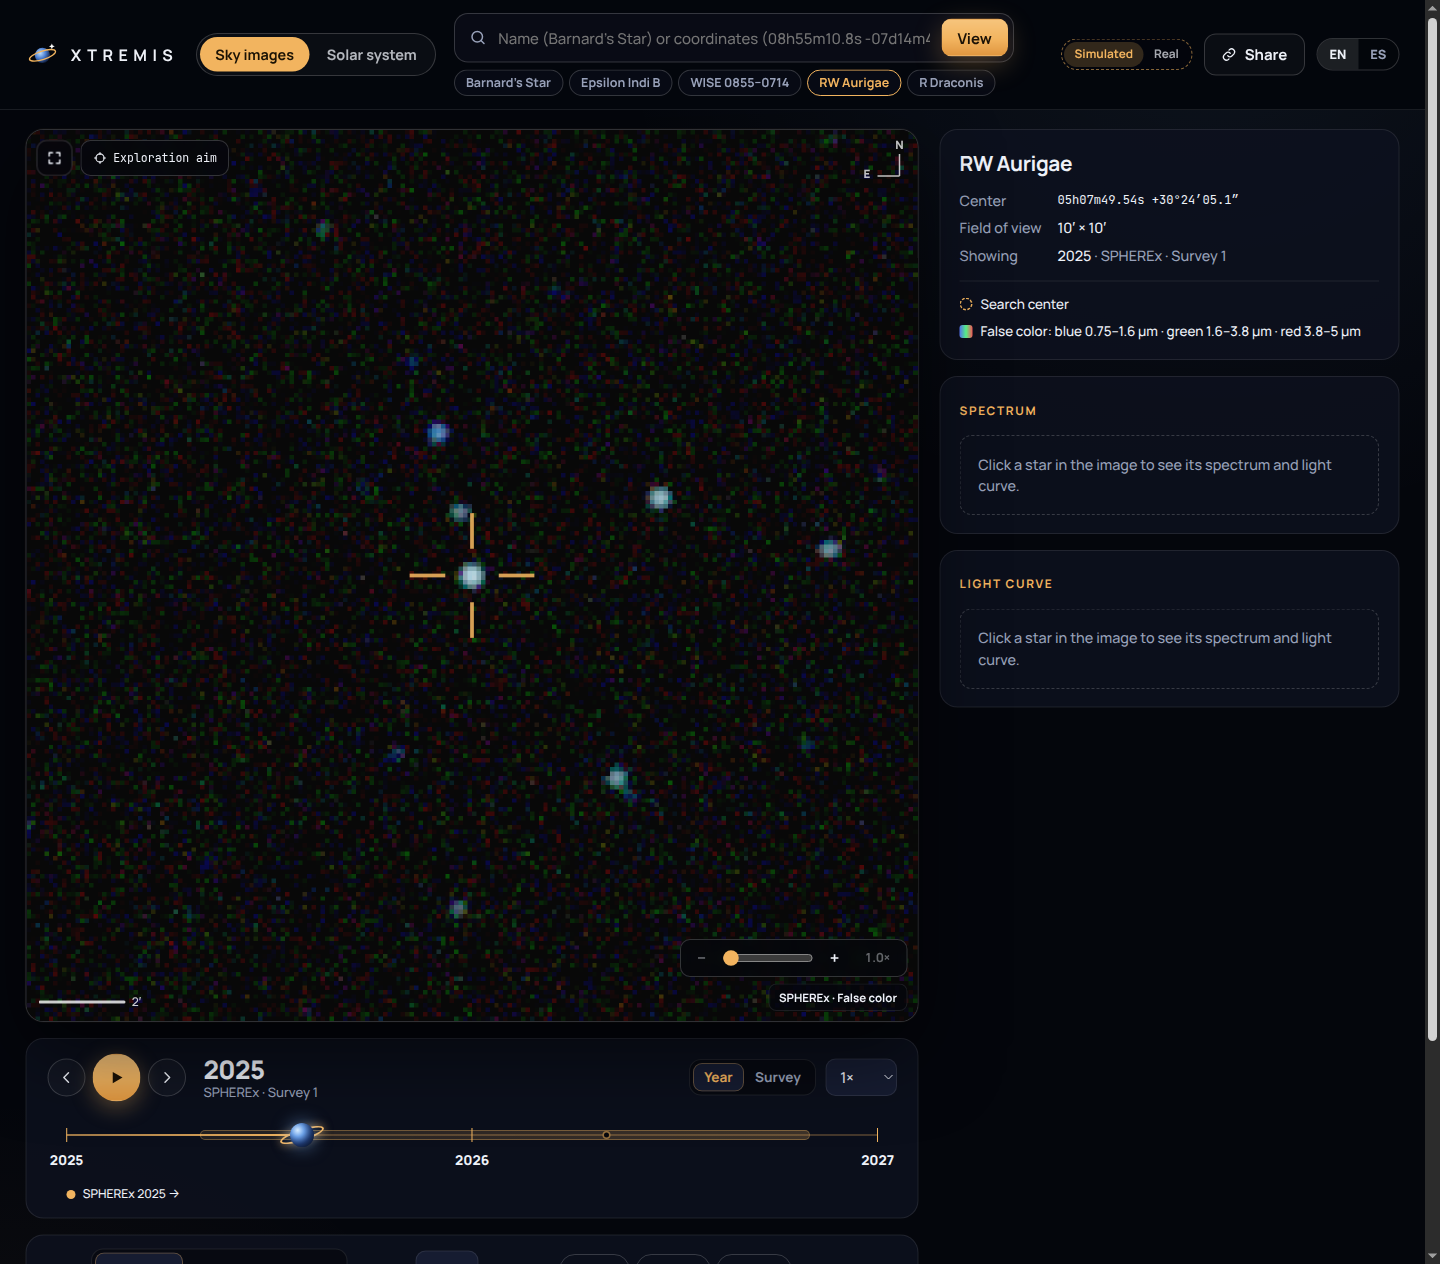 XTREMIS
Sky images
Solar system
Name (Barnard's Star) or coordinates (08h55m10.8s -07d14m4
View
Barnard's Star
Epsilon Indi B
WISE 0855–0714
RW Aurigae
R Draconis
Simulated
Real
Share
EN
ES
Exploration aim
N
E
2′
− + 1.0×
SPHEREx · False color
RW Aurigae
Center 05h07m49.54s +30°24′05.1″
Field of view 10′ × 10′
Showing 2025 · SPHEREx · Survey 1
Search center
False color: blue 0.75–1.6 µm · green 1.6–3.8 µm · red 3.8–5 µm
SPECTRUM
Click a star in the image to see its spectrum and light
curve.
LIGHT CURVE
Click a star in the image to see its spectrum and light
curve.
2025
SPHEREx · Survey 1
Year
Survey
1×
2025
2026
2027
SPHEREx 2025 →